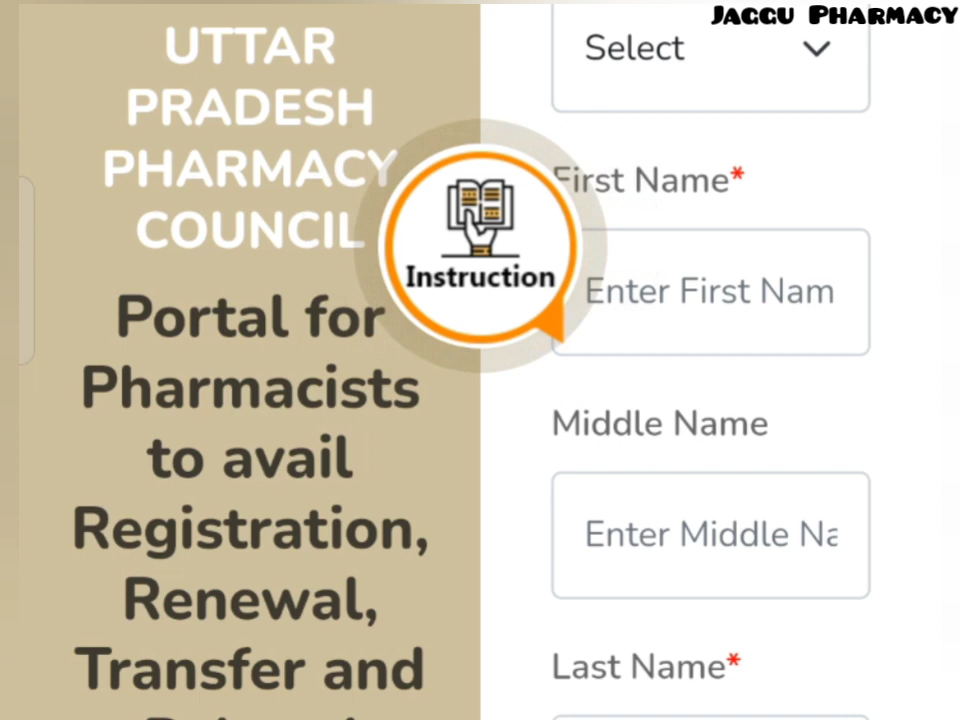 Jaggu Pharmacy
UTTAR
PRADESH
PHARMACY
COUNCIL
Portal for
Pharmacists
to avail
Registration,
Renewal,
Transfer and
Instruction
Select
First Name*
Enter First Nam
Middle Name
Enter Middle Na
Last Name*